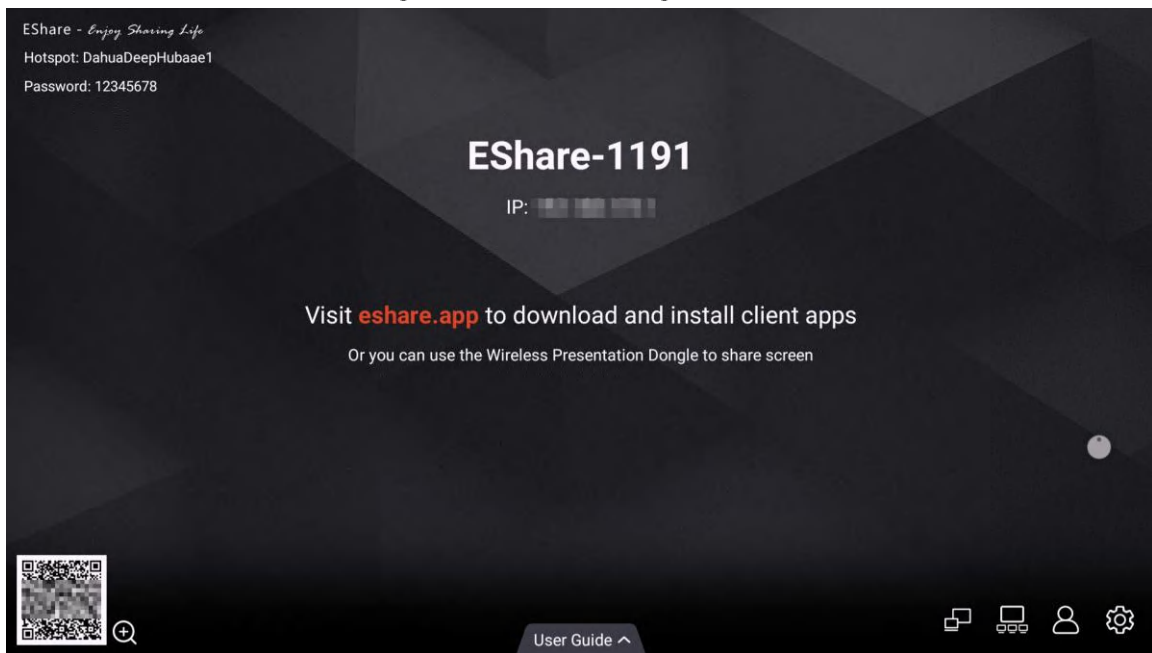 EShare - Enjoy Sharing Life
Hotspot: DahuaDeepHubaae1
Password: 12345678
EShare-1191
IP:
Visit eshare.app to download and install client apps
Or you can use the Wireless Presentation Dongle to share screen
User Guide